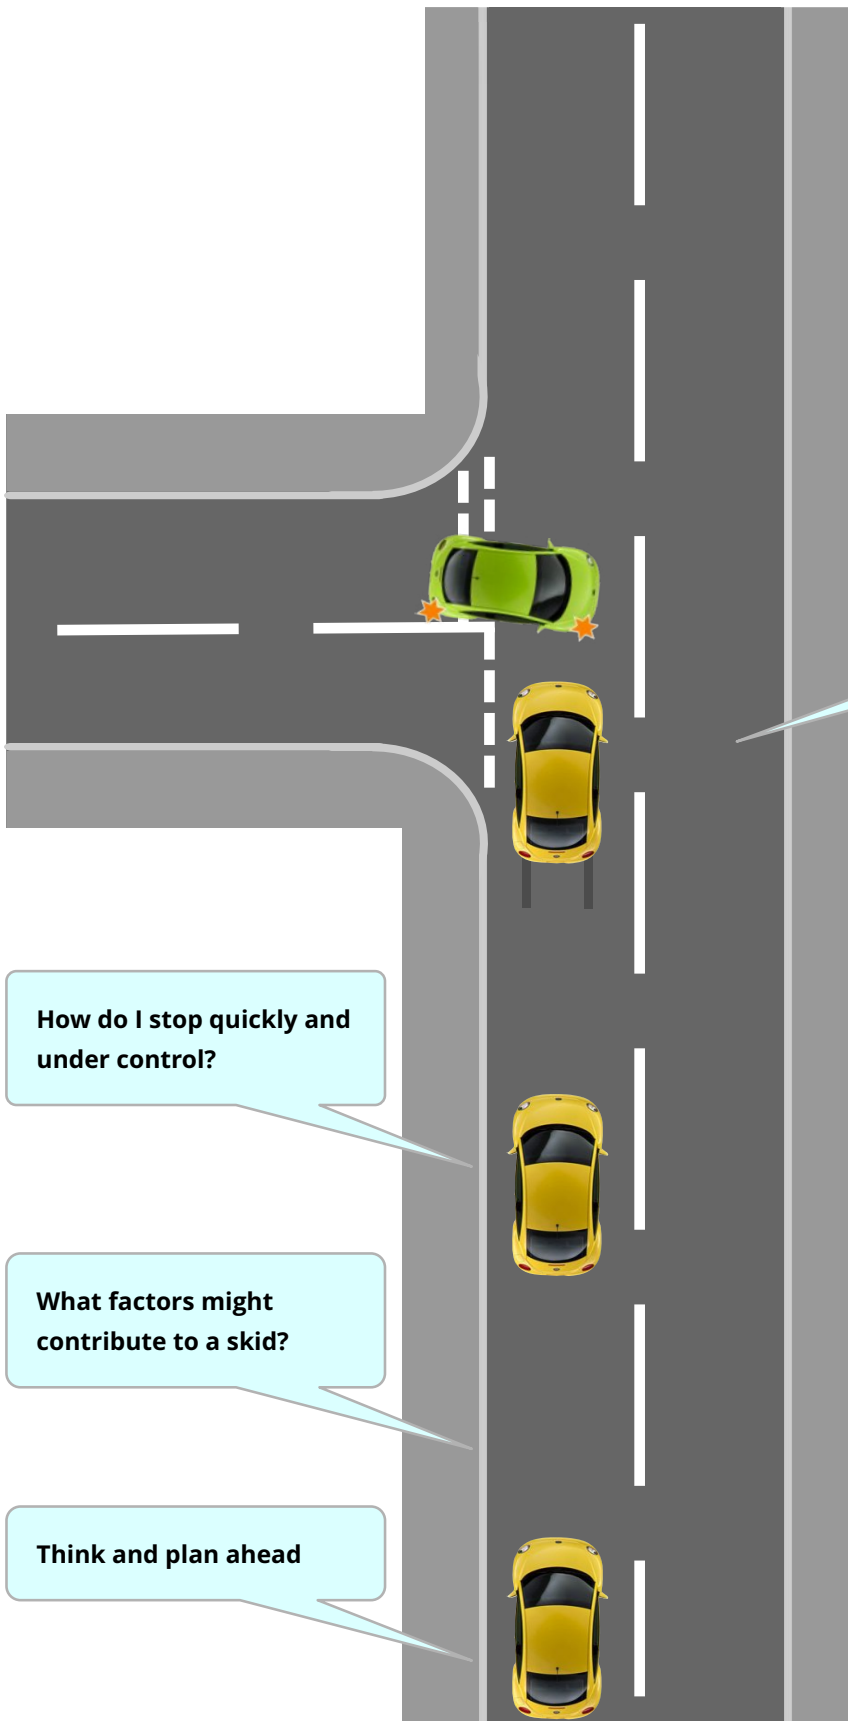 How do I stop quickly and
under control?
What factors might
contribute to a skid?
Think and plan ahead